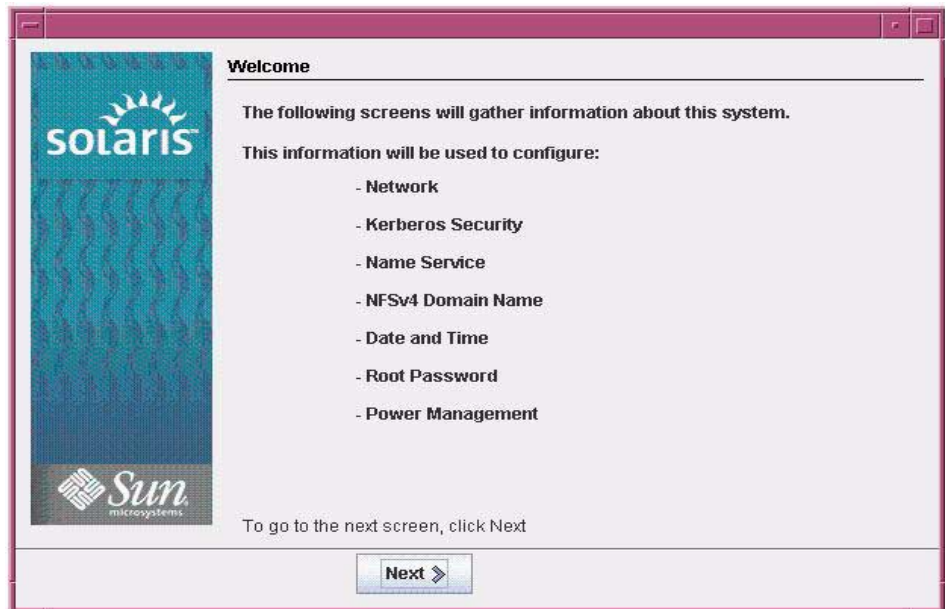 solaris
Welcome
The following screens will gather information about this system.
This information will be used to configure:
- Network
- Kerberos Security
- Name Service
- NFSv4 Domain Name
- Date and Time
- Root Password
- Power Management
Sun
microsystems
To go to the next screen, click Next
Next